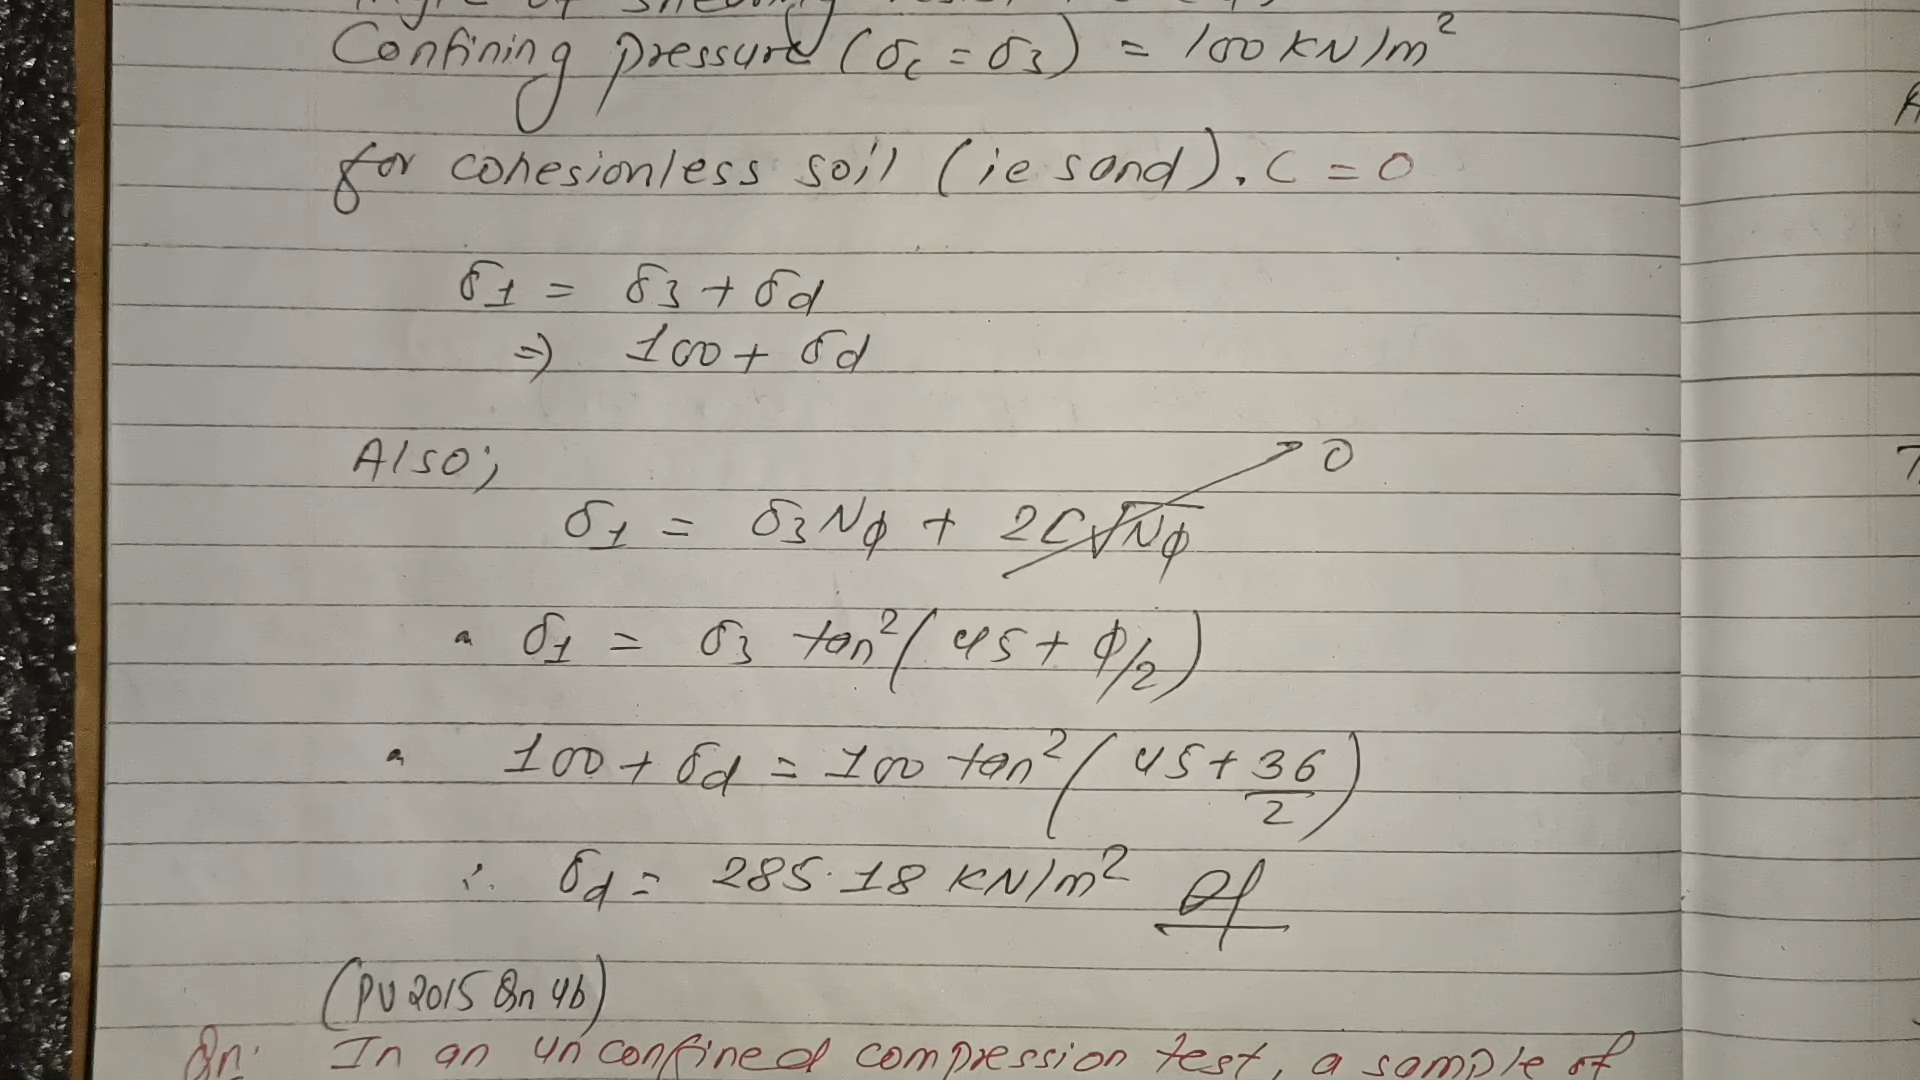 Confining pressure (σc = σ3) = 100 KN/m²
for cohesionless soil (ie sand). C = 0
σ1 = σ3 + σd
⇒ 100 + σd
Also;
0
σ1 = σ3 Nφ + 2C√Nφ
σ1 = σ3 tan² (45 + φ/2)
100 + σd = 100 tan² (45 + 36/2)
∴ σd = 285.18 KN/m²
(PU 2015 Qn 4b)
Qn: In an unconfined compression test, a sample of